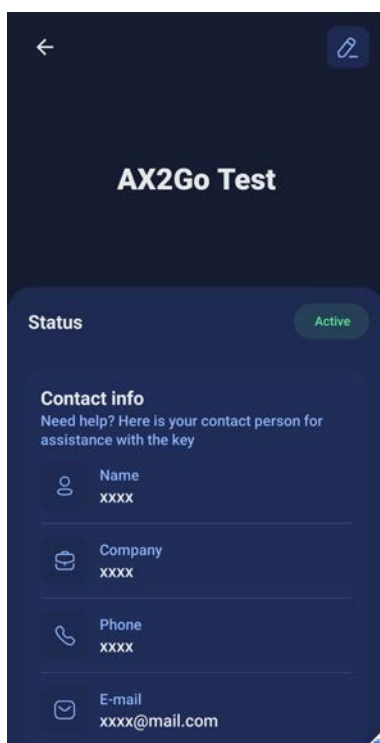 AX2Go Test
Status
Active
Contact info
Need help? Here is your contact person for
assistance with the key
Name
xxxx
Company
xxxx
Phone
xxxx
E-mail
xxxx@mail.com